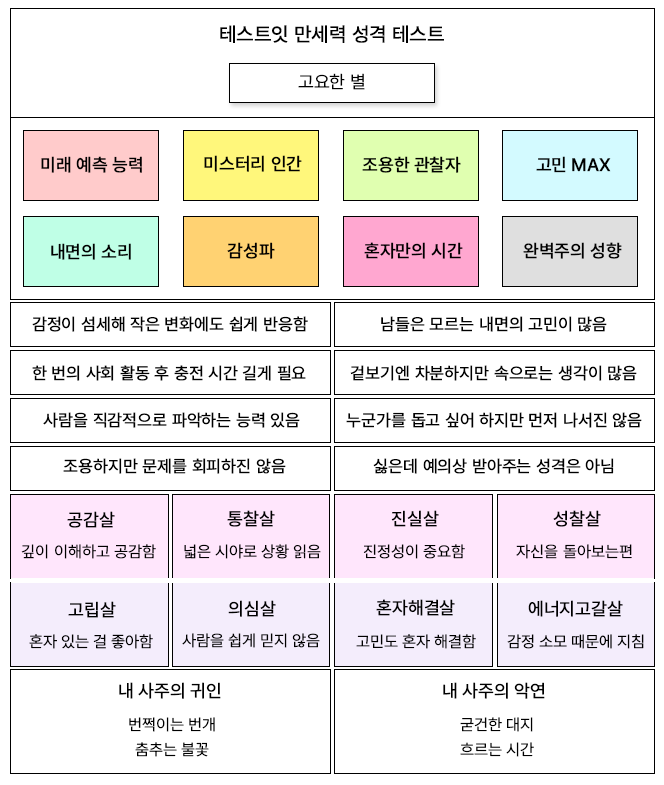 테스트잇 만세력 성격 테스트
고요한 별
미래 예측 능력
미스터리 인간
조용한 관찰자
고민 MAX
내면의 소리
감성파
혼자만의 시간
완벽주의 성향
감정이 섬세해 작은 변화에도 쉽게 반응함
남들은 모르는 내면의 고민이 많음
한 번의 사회 활동 후 충전 시간 길게 필요
겉보기엔 차분하지만 속으로는 생각이 많음
사람을 직감적으로 파악하는 능력 있음
누군가를 돕고 싶어 하지만 먼저 나서진 않음
조용하지만 문제를 회피하진 않음
싫은데 예의상 받아주는 성격은 아님
공감살
깊이 이해하고 공감함
통찰살
넓은 시야로 상황 읽음
진실살
진정성이 중요함
성찰살
자신을 돌아보는편
고립살
혼자 있는 걸 좋아함
의심살
사람을 쉽게 믿지 않음
혼자해결살
고민도 혼자 해결함
에너지고갈살
감정 소모 때문에 지침
내 사주의 귀인
번쩍이는 번개
춤추는 불꽃
내 사주의 악연
굳건한 대지
흐르는 시간